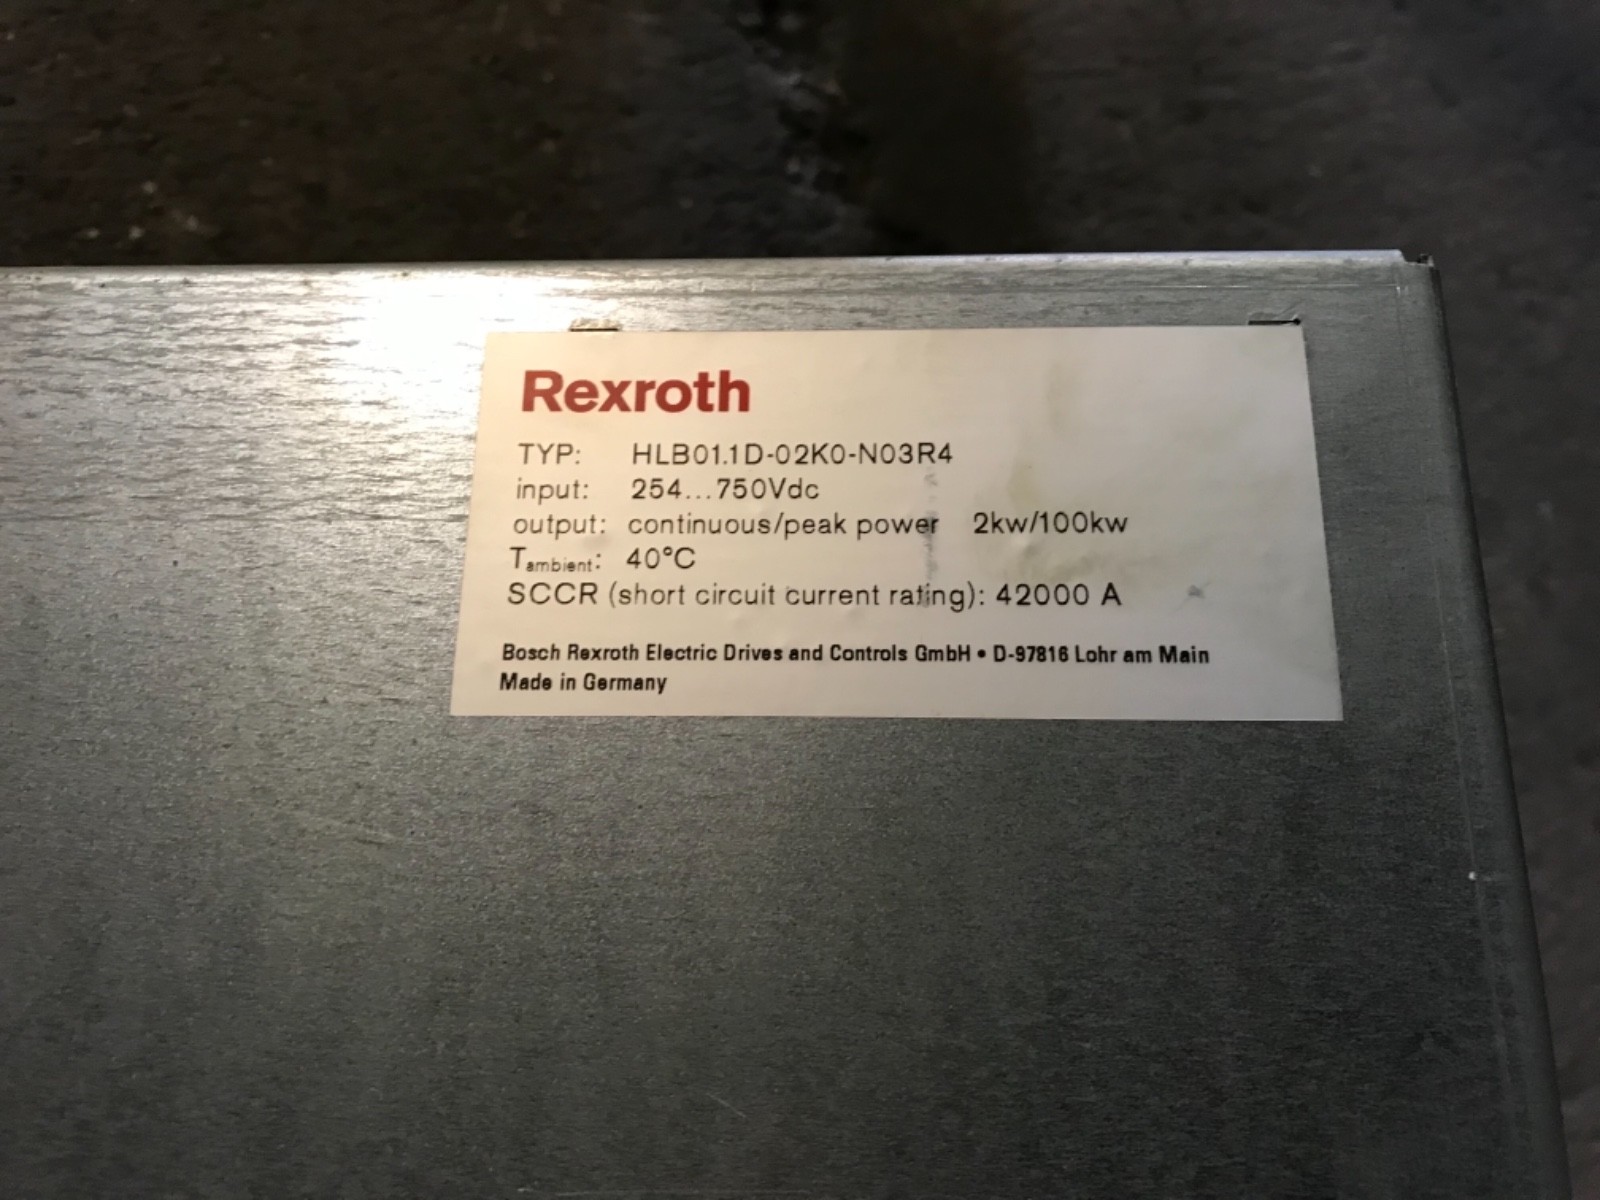 Rexroth
TYP: HLB01.1D-02K0-N03R4
input: 254...750Vdc
output: continuous/peak power 2kw/100kw
Tambient: 40°C
SCCR (short circuit current rating): 42000 A
Bosch Rexroth Electric Drives and Controls GmbH • D-97816 Lohr am Main
Made in Germany